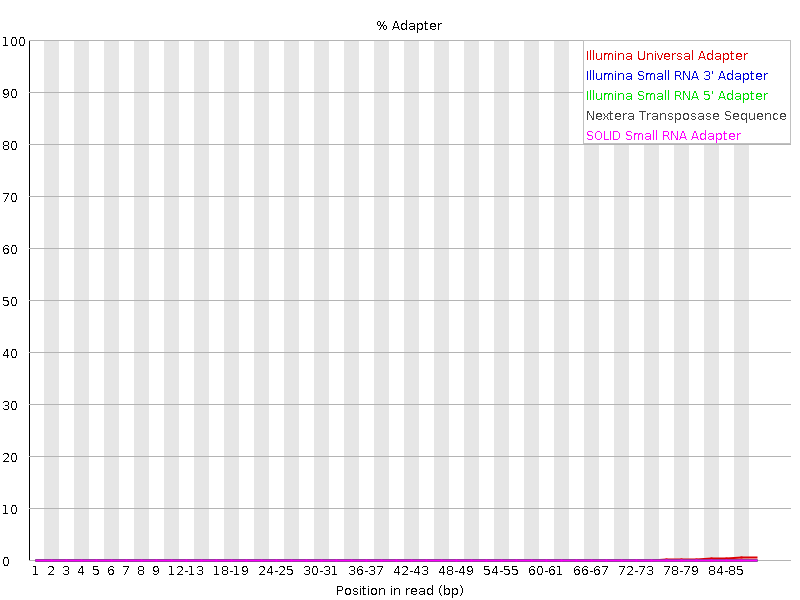 % Adapter
100
90
80
70
60
50
40
30
20
10
0
Illumina Universal Adapter
Illumina Small RNA 3' Adapter
Illumina Small RNA 5' Adapter
Nextera Transposase Sequence
SOLID Small RNA Adapter
1 2 3 4 5 6 7 8 9 12-13 18-19 24-25 30-31 36-37 42-43 48-49 54-55 60-61 66-67 72-73 78-79 84-85
Position in read (bp)